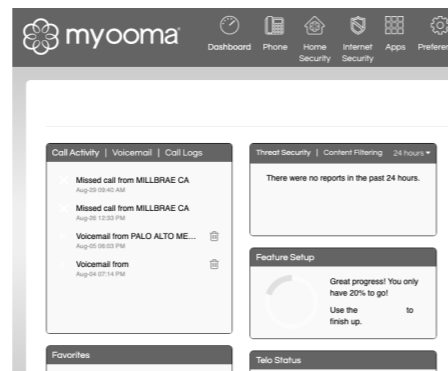 myooma
Dashboard
Phone
Home
Security
Internet
Security
Apps
Preferen
Call Activity | Voicemail | Call Logs
Missed call from MILLBRAE CA
Aug-29 09:40 AM
Missed call from MILLBRAE CA
Aug-26 12:33 PM
Voicemail from PALO ALTO ME...
Aug-05 06:03 PM
Voicemail from
Aug-04 07:14 PM
Favorites
Threat Security | Content Filtering 24 hours
There were no reports in the past 24 hours.
Feature Setup
Great progress! You only
have 20% to go!
Use the to
finish up.
Telo Status